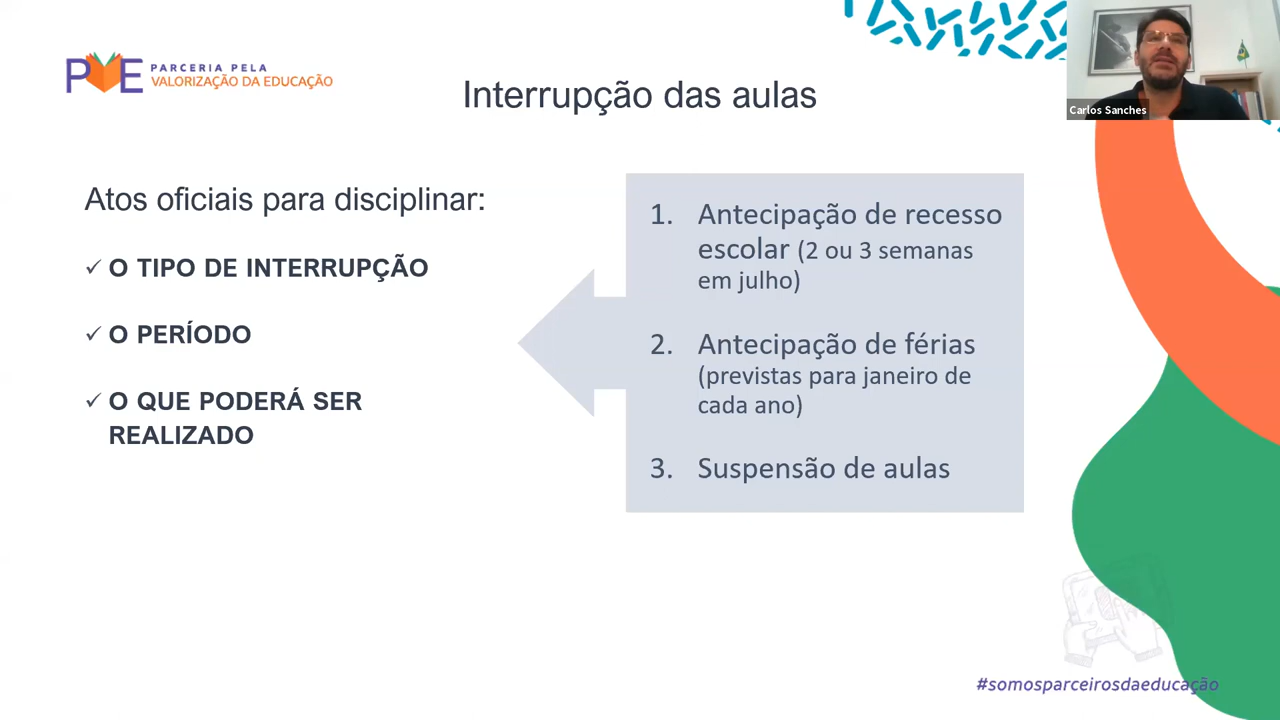 PVE PARCERIA PELA
VALORIZAÇÃO DA EDUCAÇÃO
Interrupção das aulas
Carlos Sanches
Atos oficiais para disciplinar:
✓ O TIPO DE INTERRUPÇÃO
✓ O PERÍODO
✓ O QUE PODERÁ SER
REALIZADO
1. Antecipação de recesso
escolar (2 ou 3 semanas
em julho)
2. Antecipação de férias
(previstas para janeiro de
cada ano)
3. Suspensão de aulas
#somosparceirosdaeducação